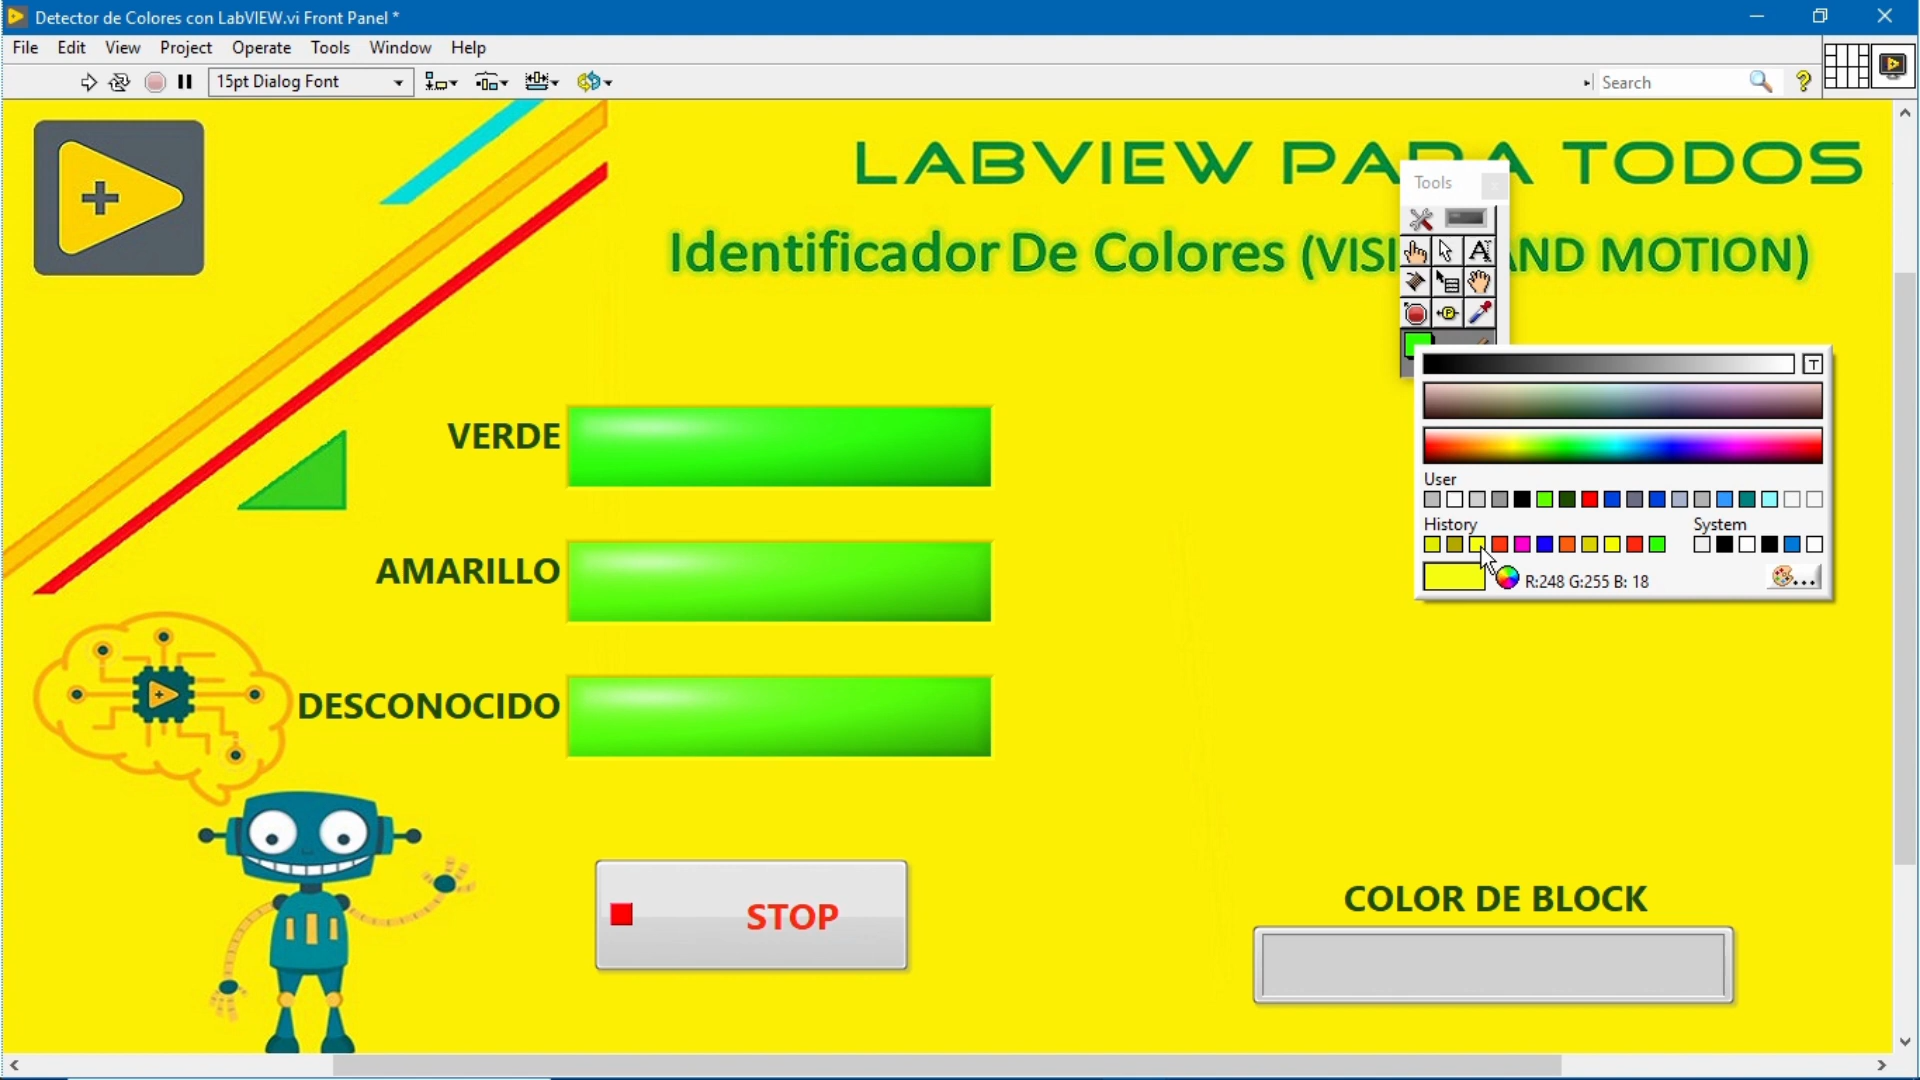 Detector de Colores con LabVIEW.vi Front Panel *
File Edit View Project Operate Tools Window Help
15pt Dialog Font
Search
?
LABVIEW PARA TODOS
Tools
x
Identificador De Colores (VISI AND MOTION)
A
P
T
VERDE
User
History
System
R:248 G:255 B: 18
...
AMARILLO
DESCONOCIDO
STOP
COLOR DE BLOCK